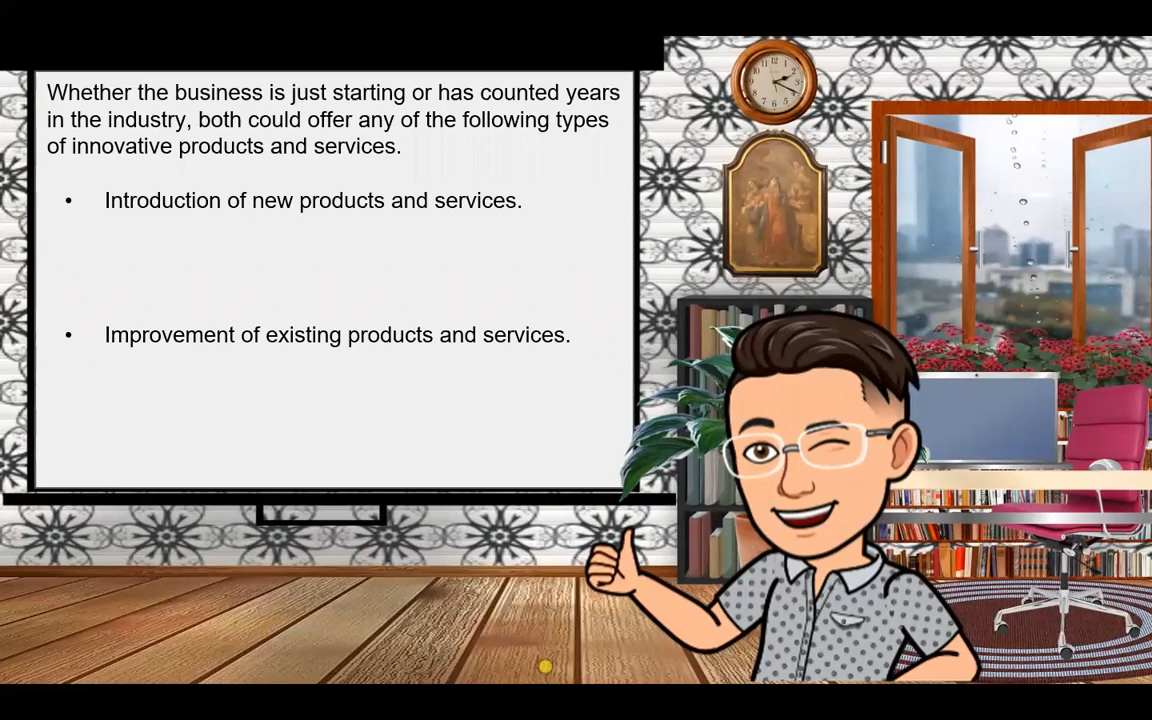 Whether the business is just starting or has counted years
in the industry, both could offer any of the following types
of innovative products and services.
• Introduction of new products and services.
• Improvement of existing products and services.